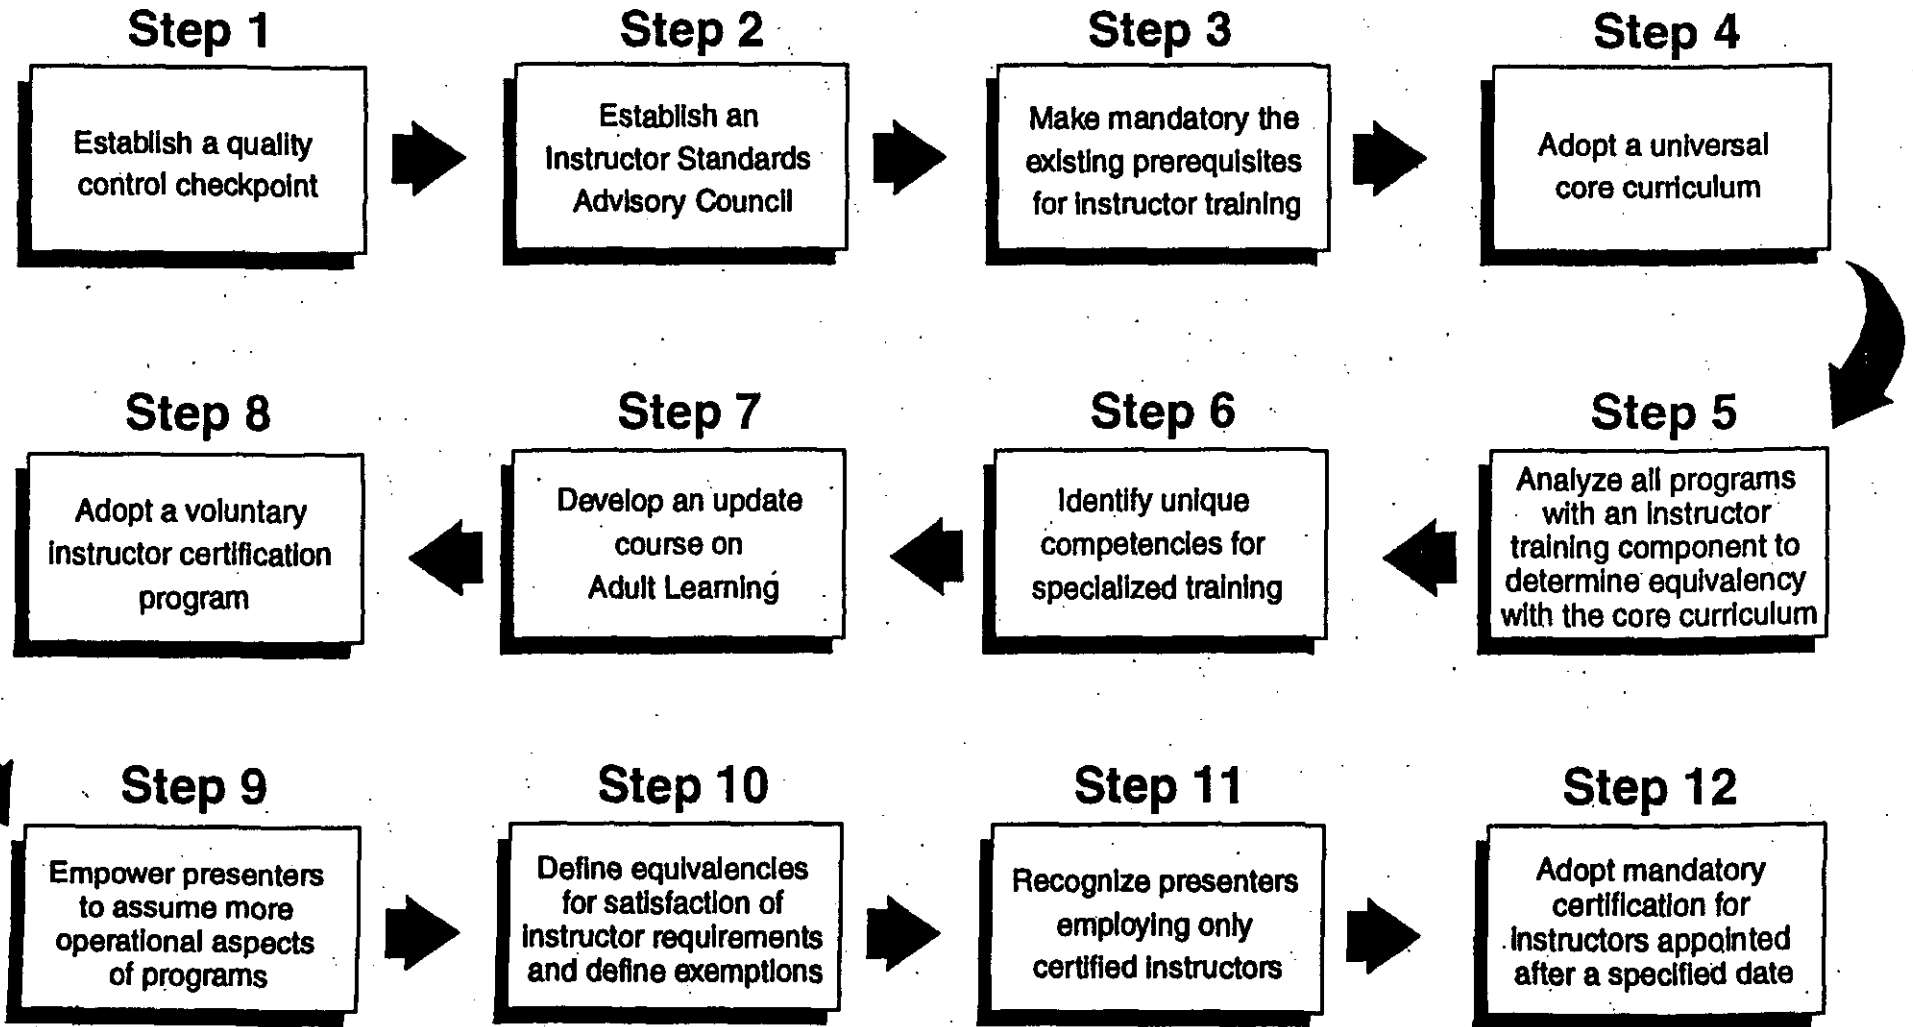 Step 1
Establish a quality
control checkpoint
Step 2
Establish an
Instructor Standards
Advisory Council
Step 3
Make mandatory the
existing prerequisites
for instructor training
Step 4
Adopt a universal
core curriculum
Step 5
Analyze all programs
with an instructor
training component to
determine equivalency
with the core curriculum
Step 6
Identify unique
competencies for
specialized training
Step 7
Develop an update
course on
Adult Learning
Step 8
Adopt a voluntary
instructor certification
program
Step 9
Empower presenters
to assume more
operational aspects
of programs
Step 10
Define equivalencies
for satisfaction of
instructor requirements
and define exemptions
Step 11
Recognize presenters
employing only
certified instructors
Step 12
Adopt mandatory
certification for
instructors appointed
after a specified date